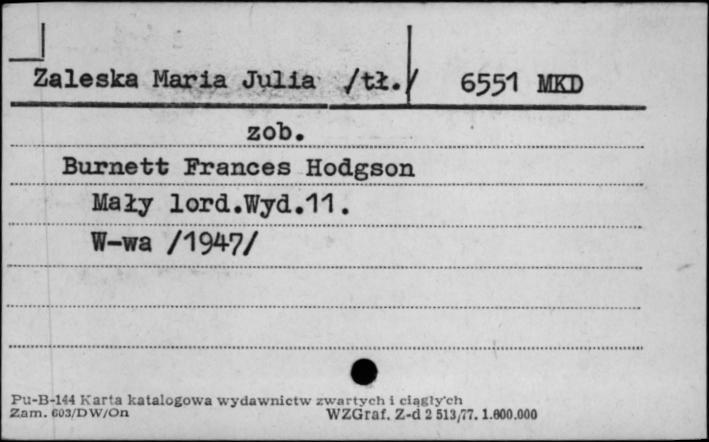 Zaleska Maria Julia /tł./ 6551 MKD
zob.
Burnett Frances Hodgson
Mały lord.Wyd.11.
W-wa /1947/
Pu-B-144 Karta katalogowa wydawnictw zwartych i ciągłych
Zam. 603/DW/On WZGraf. Z-d 2 513/77. 1.600.000